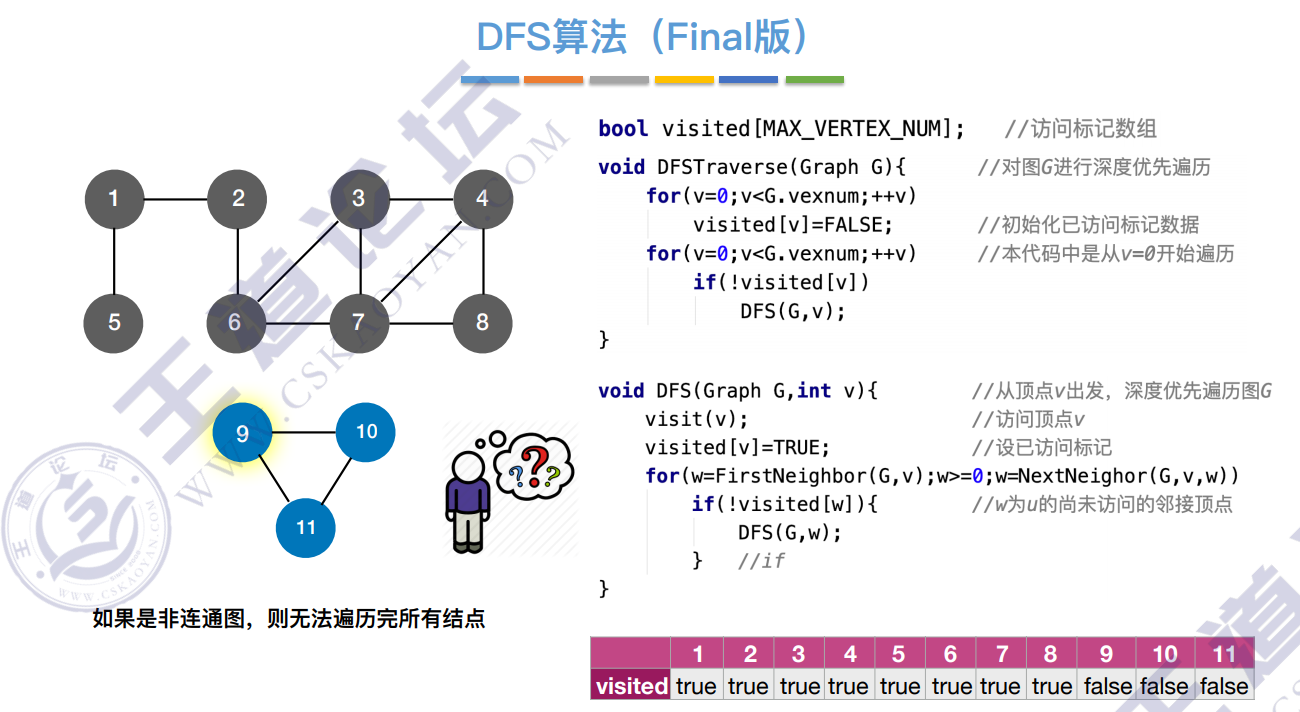 DFS算法（Final版）
bool visited[MAX_VERTEX_NUM]; //访问标记数组
void DFSTraverse(Graph G){ //对图G进行深度优先遍历
for(v=0;v<G.vexnum;++v)
visited[v]=FALSE; //初始化已访问标记数据
for(v=0;v<G.vexnum;++v) //本代码中是从v=0开始遍历
if(!visited[v])
DFS(G,v);
}
void DFS(Graph G,int v){ //从顶点v出发，深度优先遍历图G
visit(v); //访问顶点v
visited[v]=TRUE; //设已访问标记
for(w=FirstNeighbor(G,v);w>=0;w=NextNeighor(G,v,w))
if(!visited[w]){ //w为u的尚未访问的邻接顶点
DFS(G,w);
} //if
}
1 2 3 4
5 6 7 8
9 10
11
? ? ?
如果是非连通图，则无法遍历完所有结点
1 2 3 4 5 6 7 8 9 10 11
visited true true true true true true true true false false false
王道论坛
WWW.CSKAOYAN.COM
王道论坛
WWW.CSKAOYAN.COM